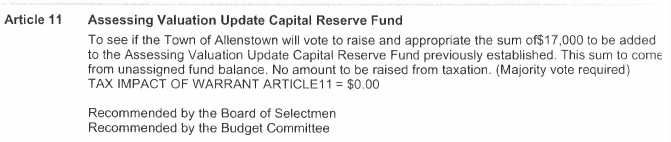 Article 11 Assessing Valuation Update Capital Reserve Fund
To see if the Town of Allenstown will vote to raise and appropriate the sum of$17,000 to be added
to the Assessing Valuation Update Capital Reserve Fund previously established. This sum to come
from unassigned fund balance. No amount to be raised from taxation. (Majority vote required)
TAX IMPACT OF WARRANT ARTICLE11 = $0.00
Recommended by the Board of Selectmen
Recommended by the Budget Committee